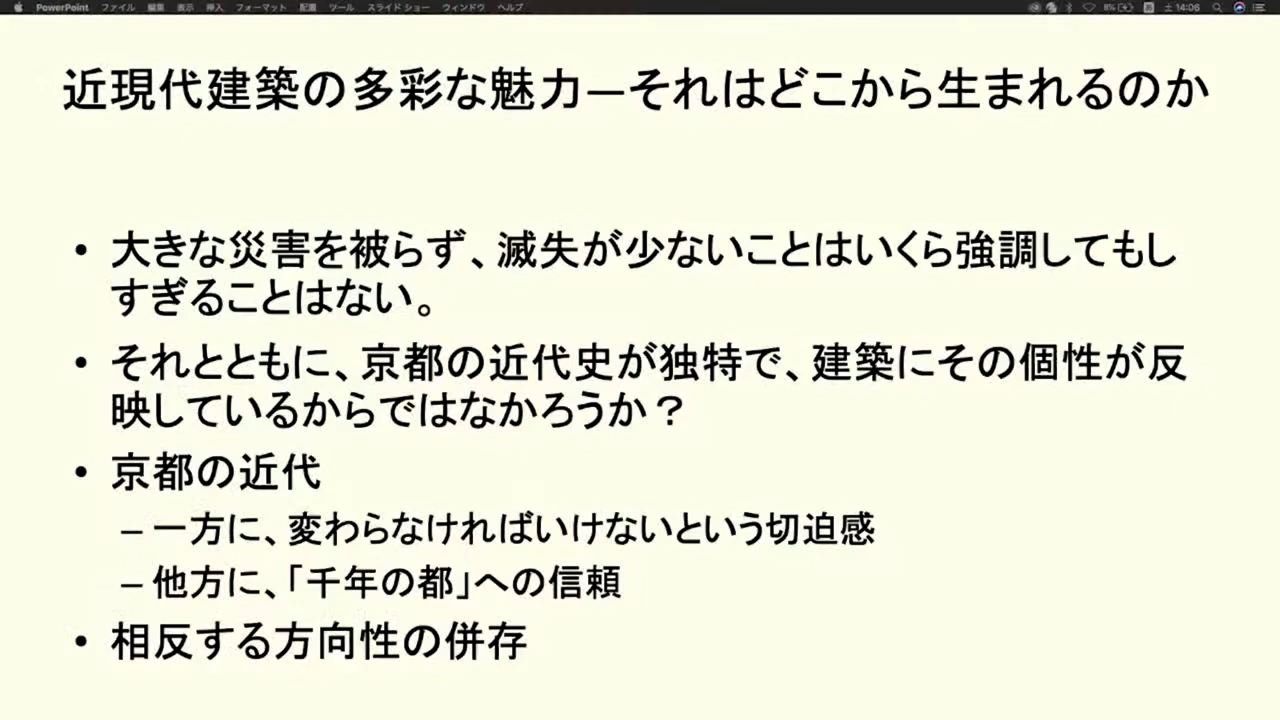 PowerPoint ファイル 編集 表示 挿入 フォーマット 配置 ツール スライド ショー ウィンドウ ヘルプ 8% 土 14:06
近現代建築の多彩な魅力―それはどこから生まれるのか
• 大きな災害を被らず、滅失が少ないことはいくら強調してもし
すぎることはない。
• それとともに、京都の近代史が独特で、建築にその個性が反
映しているからではなかろうか？
• 京都の近代
– 一方に、変わらなければいけないという切迫感
– 他方に、「千年の都」への信頼
• 相反する方向性の併存